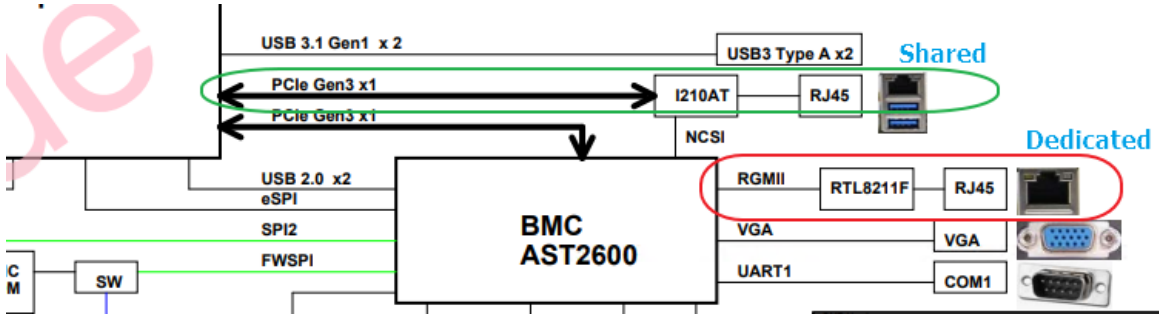 USB 3.1 Gen1 x 2
USB3 Type A x2
Shared
PCIe Gen3 x1
I210AT
RJ45
PCIe Gen3 x1
NCSI
Dedicated
USB 2.0 x2
RGMII
RTL8211F
RJ45
eSPI
SPI2
BMC
AST2600
VGA
VGA
FWSPI
UART1
COM1
SW